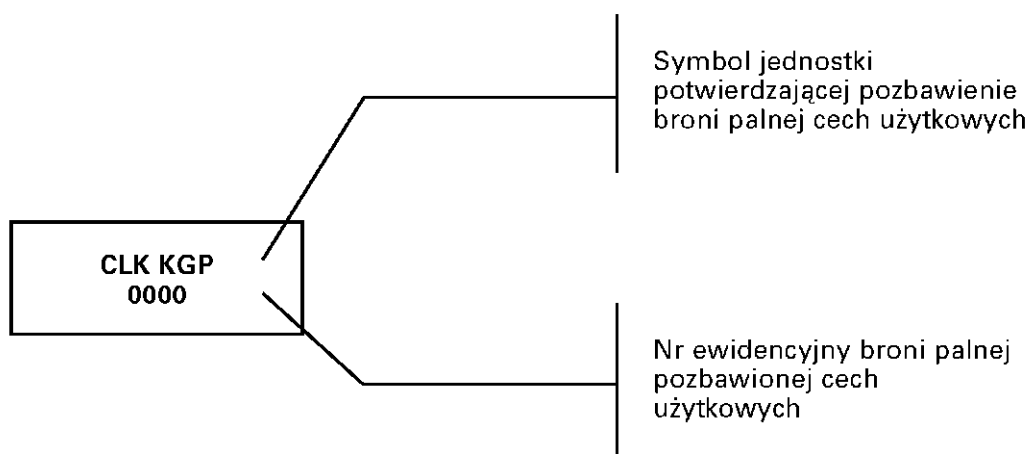 Symbol jednostki
potwierdzającej pozbawienie
broni palnej cech użytkowych
CLK KGP
0000
Nr ewidencyjny broni palnej
pozbawionej cech
użytkowych